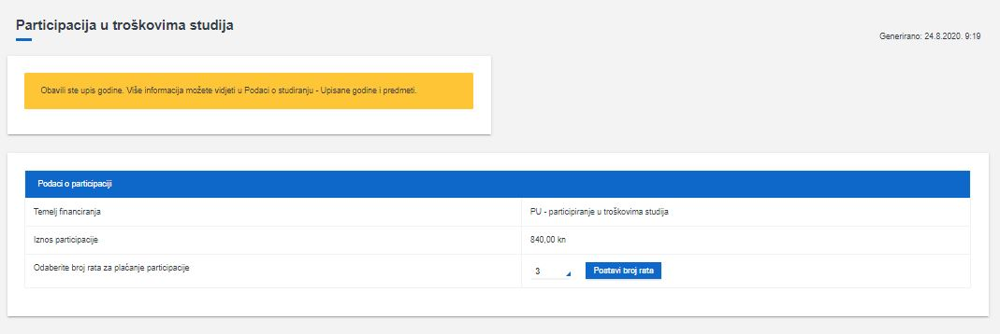 Participacija u troškovima studija
Generirano: 24.8.2020. 9:19
Obavili ste upis godine. Više informacija možete vidjeti u Podaci o studiranju - Upisane godine i predmeti.
Podaci o participaciji
Temelj financiranja PU - participiranje u troškovima studija
Iznos participacije 840,00 kn
Odaberite broj rata za plaćanje participacije 3 Postavi broj rata